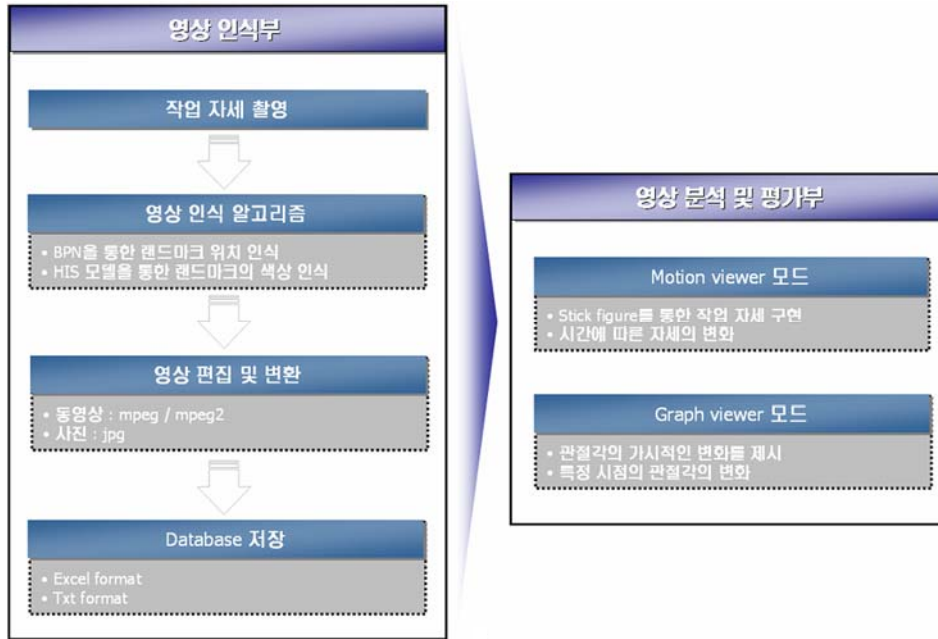 영상 인식부
작업 자세 촬영
영상 인식 알고리즘
• BPN을 통한 랜드마크 위치 인식
• HIS 모델을 통한 랜드마크의 색상 인식
영상 편집 및 변환
• 동영상 : mpeg / mpeg2
• 사진 : jpg
Database 저장
• Excel format
• Txt format
영상 분석 및 평가부
Motion viewer 모드
• Stick figure를 통한 작업 자세 구현
• 시간에 따른 자세의 변화
Graph viewer 모드
• 관절각의 가시적인 변화를 제시
• 특정 시점의 관절각의 변화